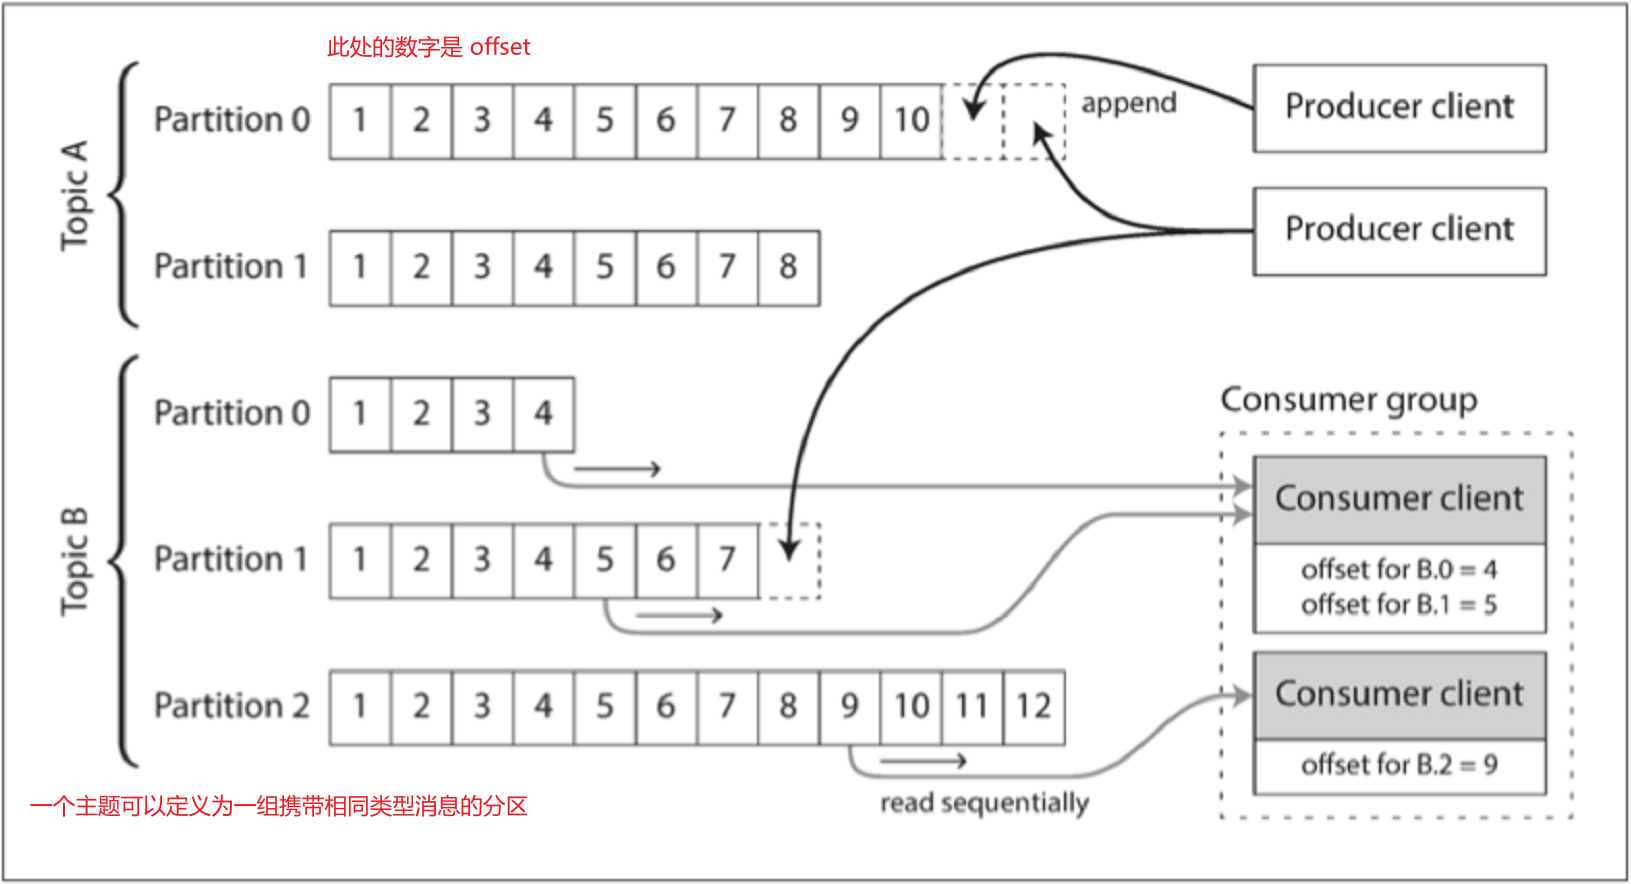 此处的数字是 offset
Topic A
Partition 0 1 2 3 4 5 6 7 8 9 10
append
Producer client
Producer client
Partition 1 1 2 3 4 5 6 7 8
Topic B
Partition 0 1 2 3 4
Consumer group
Consumer client
offset for B.0 = 4
offset for B.1 = 5
Partition 1 1 2 3 4 5 6 7
Partition 2 1 2 3 4 5 6 7 8 9 10 11 12
Consumer client
offset for B.2 = 9
read sequentially
一个主题可以定义为一组携带相同类型消息的分区